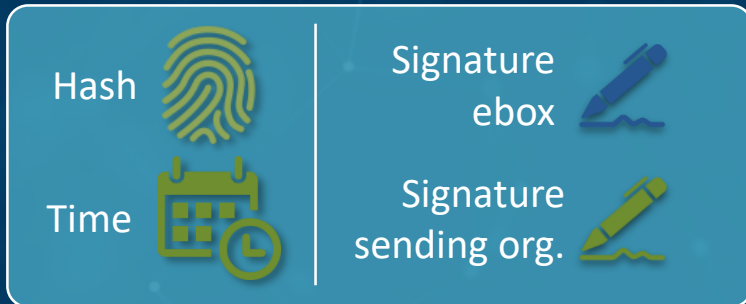 Hash
Time
Signature
ebox
Signature
sending org.